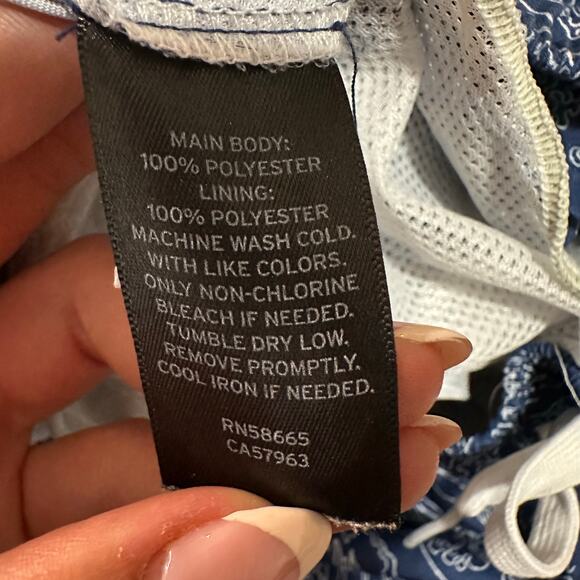 MAIN BODY:
100% POLYESTER
LINING:
100% POLYESTER
MACHINE WASH COLD.
WITH LIKE COLORS.
ONLY NON-CHLORINE
BLEACH IF NEEDED.
TUMBLE DRY LOW.
REMOVE PROMPTLY.
COOL IRON IF NEEDED.
RN58665
CA57963